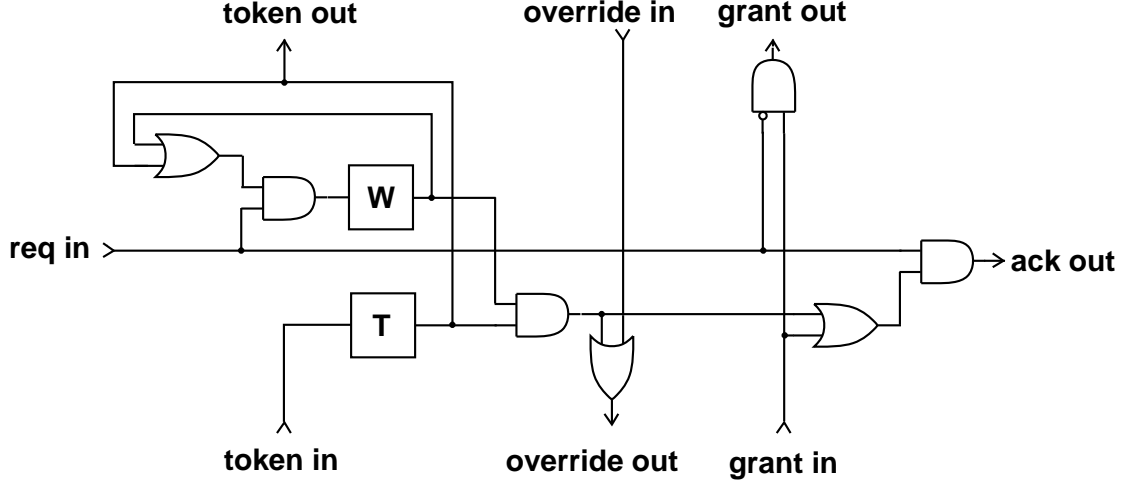 token out
override in
grant out
W
req in
ack out
T
token in
override out
grant in